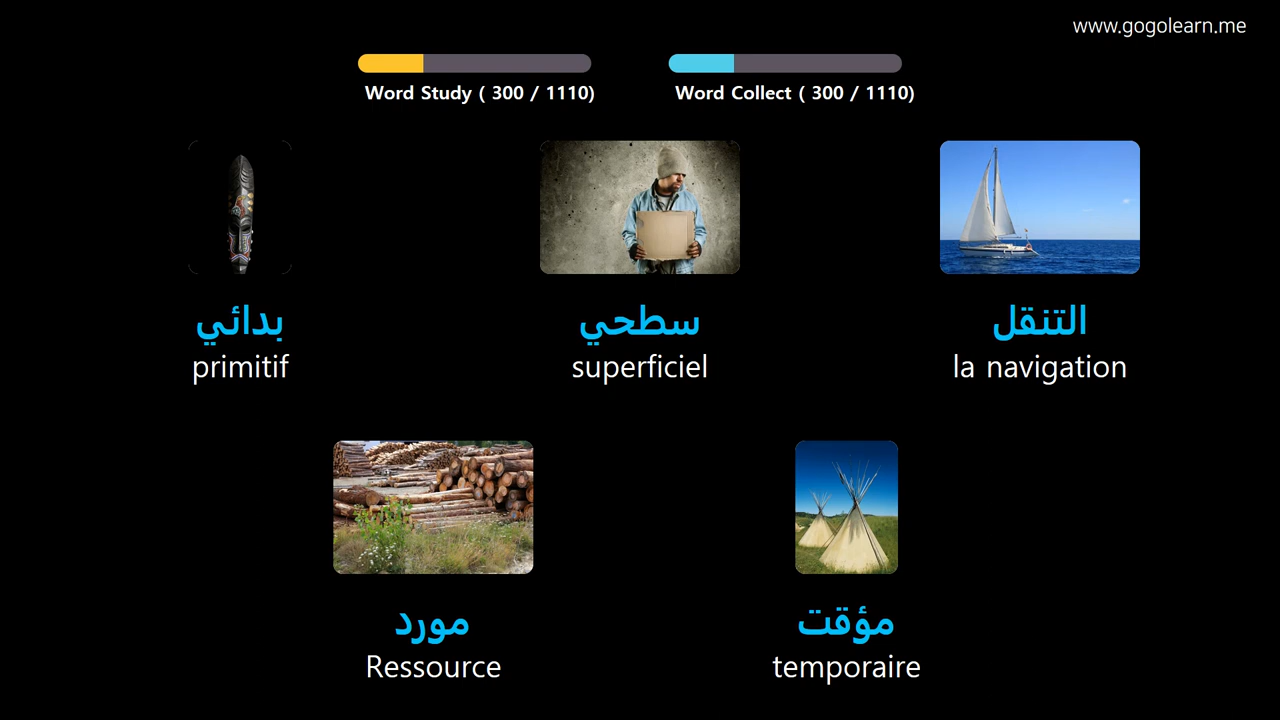 www.gogolearn.me
Word Study ( 300 / 1110)
Word Collect ( 300 / 1110)
بدائي
primitif
سطحي
superficiel
التنقل
la navigation
مورد
Ressource
مؤقت
temporaire